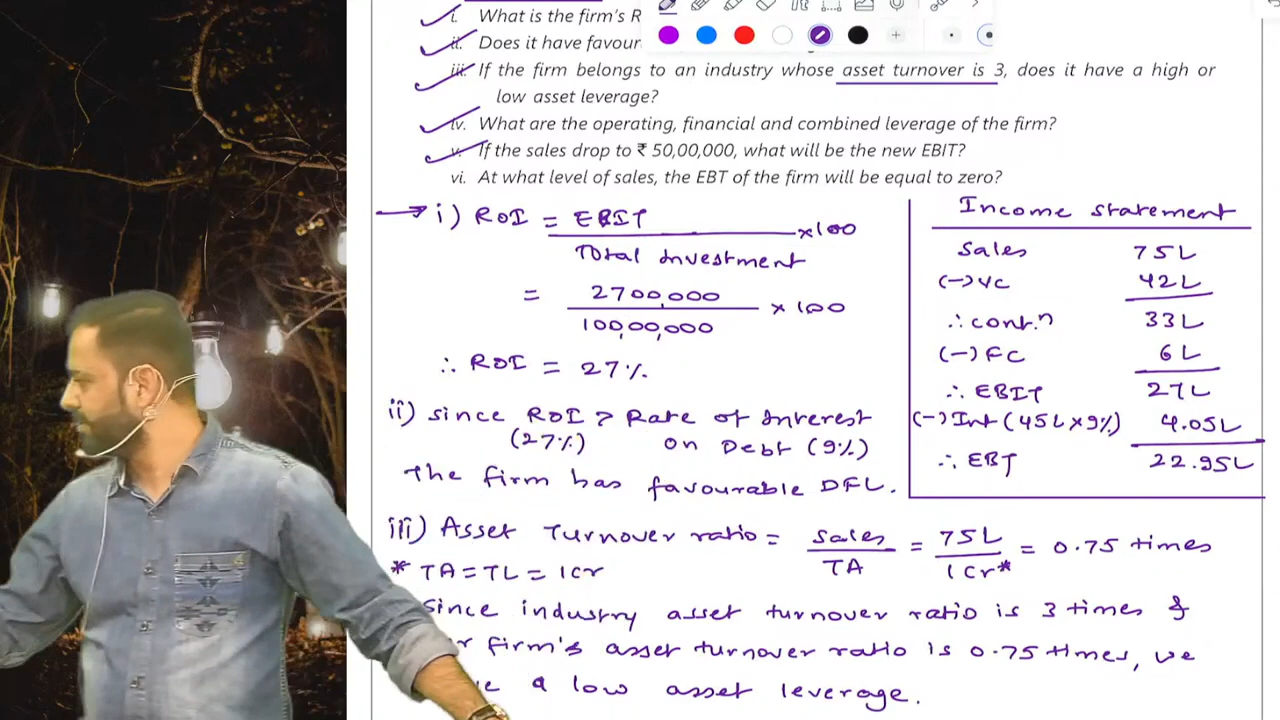 i. What is the firm's R
ii. Does it have favour
iii. If the firm belongs to an industry whose asset turnover is 3, does it have a high or
low asset leverage?
iv. What are the operating, financial and combined leverage of the firm?
v. If the sales drop to ₹ 50,00,000, what will be the new EBIT?
vi. At what level of sales, the EBT of the firm will be equal to zero?
→ i) ROI = EBIT
×100
Total Investment
= 2700,000 × 100
100,00,000
∴ ROI = 27%
ii) since ROI > Rate of Interest
(27%) on Debt (9%)
The firm has favourable DFL.
Income statement
Sales 75L
(-) VC 42L
∴ contⁿ 33L
(-) FC 6L
∴ EBIT 27L
(-) Int (45L×9%) 4.05L
∴ EBT 22.95L
iii) Asset Turnover ratio = Sales = 75L = 0.75 times
TA 1Cr*
* TA = TL = 1Cr
Since industry asset turnover ratio is 3 times &
r firm's asset turnover ratio is 0.75 times, we
e a low asset leverage.